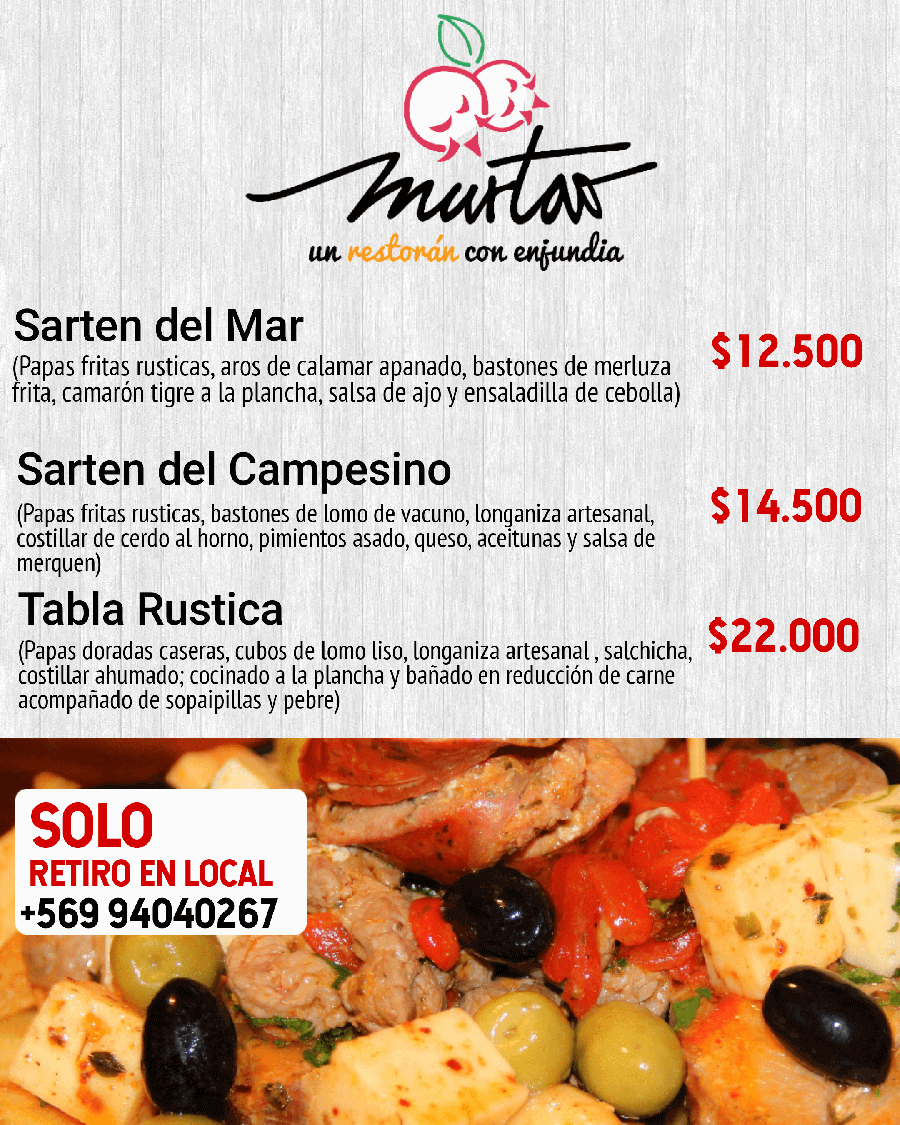 murtao
un restorán con enjundia
Sarten del Mar
$12.500
(Papas fritas rusticas, aros de calamar apanado, bastones de merluza
frita, camarón tigre a la plancha, salsa de ajo y ensaladilla de cebolla)
Sarten del Campesino
$14.500
(Papas fritas rusticas, bastones de lomo de vacuno, longaniza artesanal,
costillar de cerdo al horno, pimientos asado, queso, aceitunas y salsa de
merquen)
Tabla Rustica
$22.000
(Papas doradas caseras, cubos de lomo liso, longaniza artesanal , salchicha,
costillar ahumado; cocinado a la plancha y bañado en reducción de carne
acompañado de sopaipillas y pebre)
SOLO
RETIRO EN LOCAL
+569 94040267